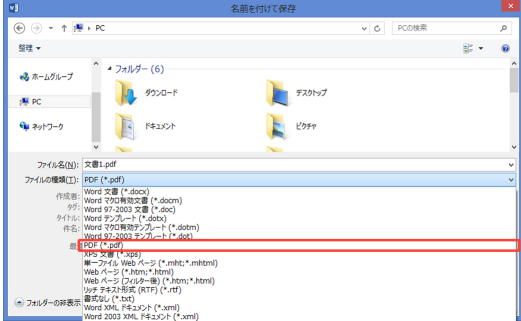 名前を付けて保存
PC
PCの検索
整理
ホームグループ
PC
ネットワーク
フォルダー (6)
ダウンロード
デスクトップ
ドキュメント
ピクチャ
ファイル名(N): 文書1.pdf
ファイルの種類(T): PDF (*.pdf)
作成者:
タグ:
タイトル:
件名:
Word 文書 (*.docx)
Word マクロ有効文書 (*.docm)
Word 97-2003 文書 (*.doc)
Word テンプレート (*.dotx)
Word マクロ有効テンプレート (*.dotm)
Word 97-2003 テンプレート (*.dot)
PDF (*.pdf)
XPS 文書 (*.xps)
単一ファイル Web ページ (*.mht;*.mhtml)
Web ページ (*.htm;*.html)
Web ページ (フィルター後) (*.htm;*.html)
リッチ テキスト形式 (RTF) (*.rtf)
書式なし (*.txt)
Word XML ドキュメント (*.xml)
Word 2003 XML ドキュメント (*.xml)
フォルダーの非表示